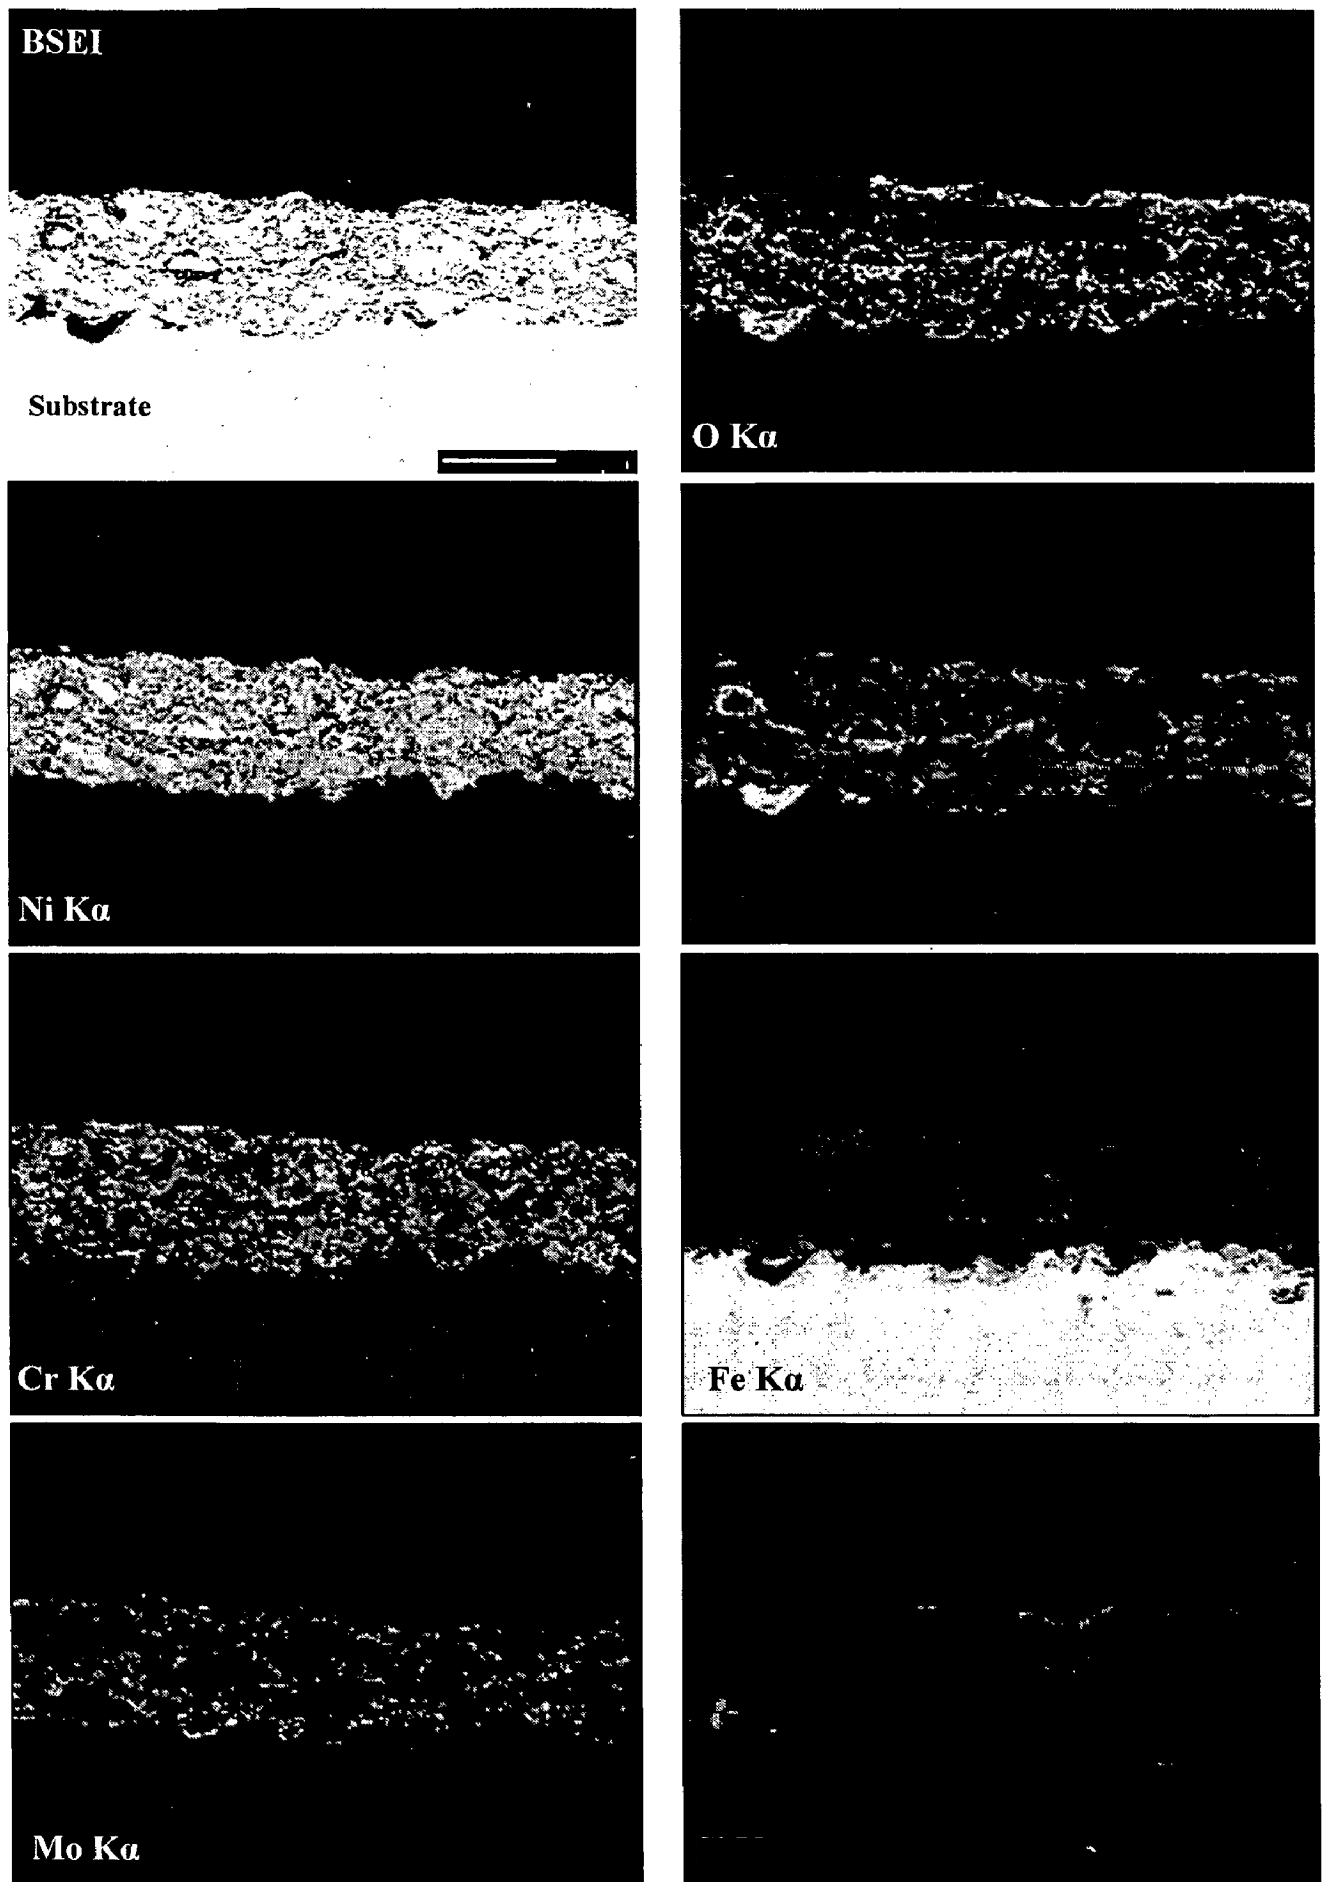 BSEI
Substrate
O Kα
Ni Kα
Cr Kα
Fe Kα
Mo Kα